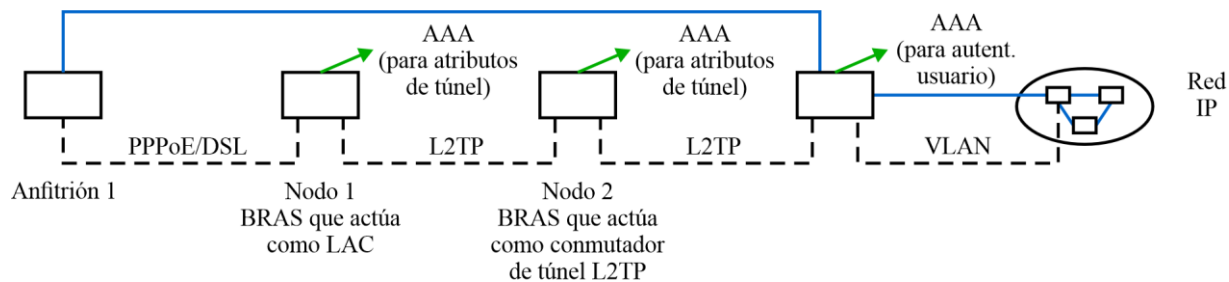 AAA
(para atributos
de túnel)
AAA
(para atributos
de túnel)
AAA
(para autent.
usuario)
Red
IP
PPPoE/DSL
L2TP
L2TP
VLAN
Anfitrión 1
Nodo 1
BRAS que actúa
como LAC
Nodo 2
BRAS que actúa
como conmutador
de túnel L2TP